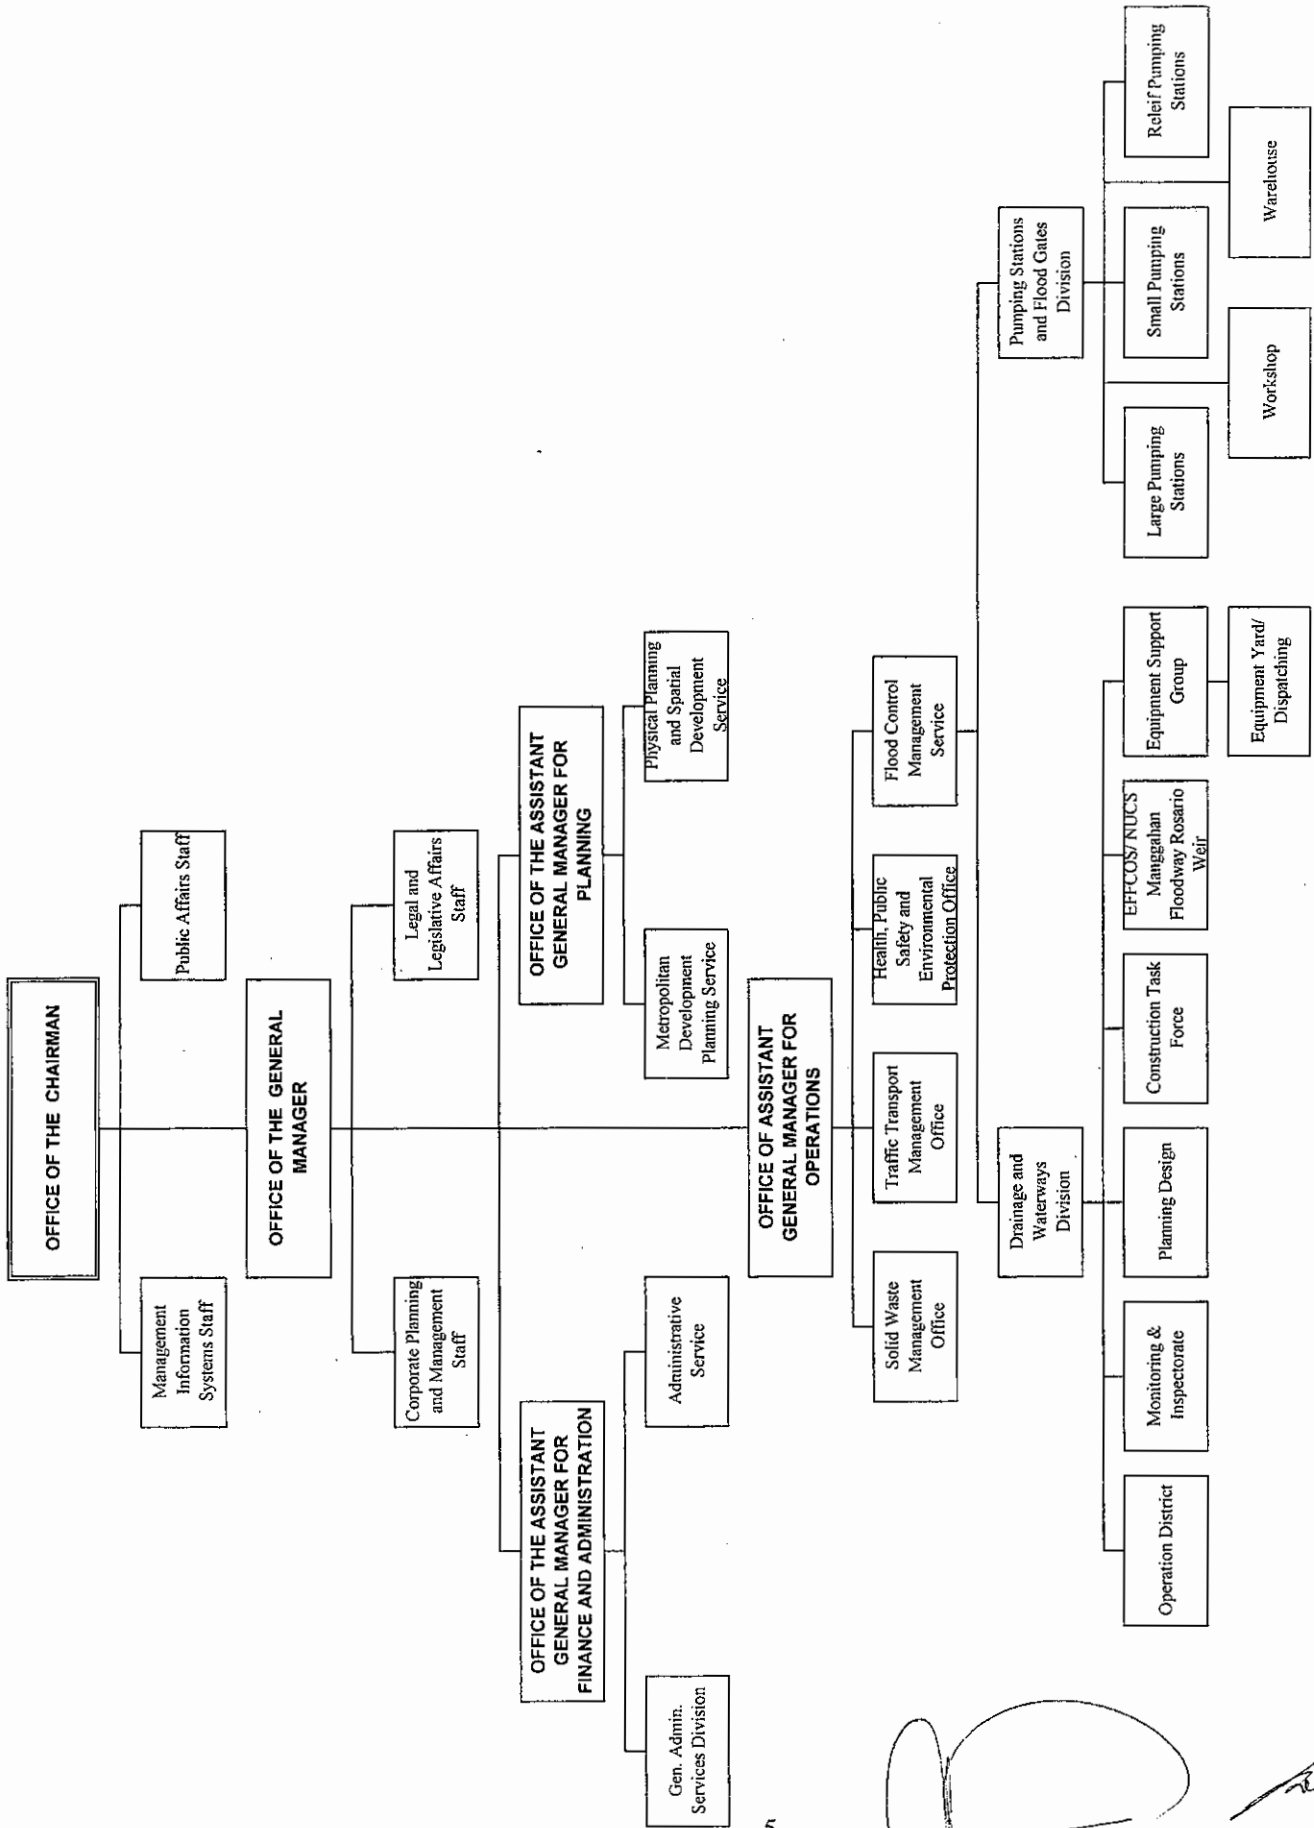 OFFICE OF THE CHAIRMAN
Management
Information
Systems Staff
Public Affairs Staff
OFFICE OF THE GENERAL
MANAGER
Corporate Planning
and Management
Staff
Legal and
Legislative Affairs
Staff
OFFICE OF THE ASSISTANT
GENERAL MANAGER FOR
FINANCE AND ADMINISTRATION
OFFICE OF THE ASSISTANT
GENERAL MANAGER FOR
PLANNING
Gen. Admin.
Services Division
Administrative
Service
Metropolitan
Development
Planning Service
Physical Planning
and Spatial
Development
Service
OFFICE OF ASSISTANT
GENERAL MANAGER FOR
OPERATIONS
Solid Waste
Management
Office
Traffic Transport
Management
Office
Health, Public
Safety and
Environmental
Protection Office
Flood Control
Management
Service
Drainage and
Waterways
Division
Pumping Stations
and Flood Gates
Division
Operation District
Monitoring &
Inspectorate
Planning Design
Construction Task
Force
EFFCOS/ NUCS
Manggahan
Floodway Rosario
Weir
Equipment Support
Group
Large Pumping
Stations
Small Pumping
Stations
Releif Pumping
Stations
Equipment Yard/
Dispatching
Workshop
Warehouse
5